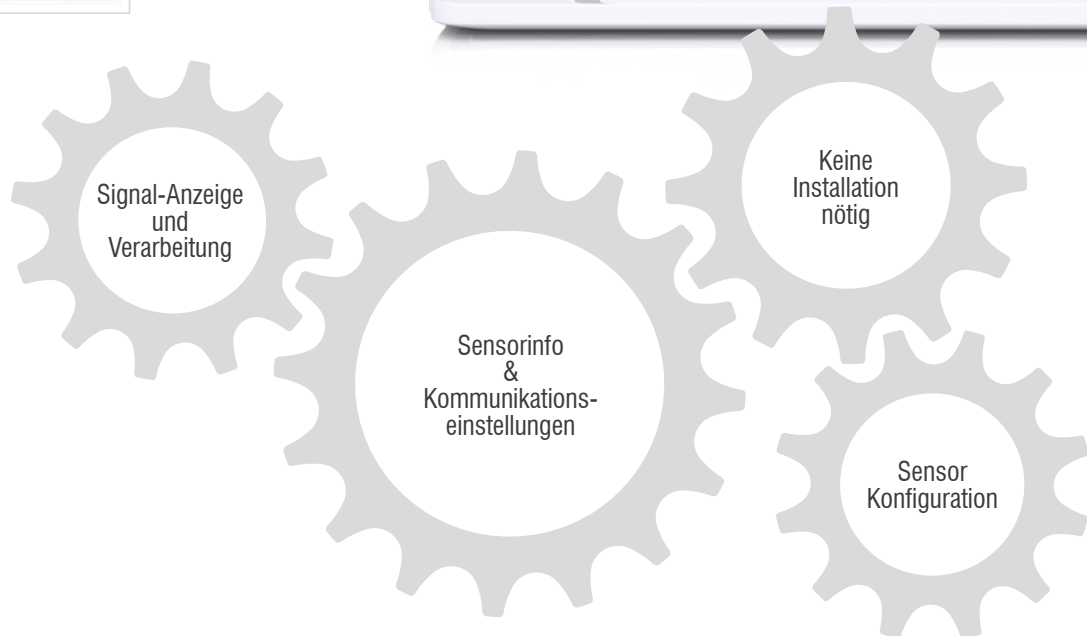 Signal-Anzeige
und
Verarbeitung
Sensorinfo
&
Kommunikations-
einstellungen
Keine
Installation
nötig
Sensor
Konfiguration